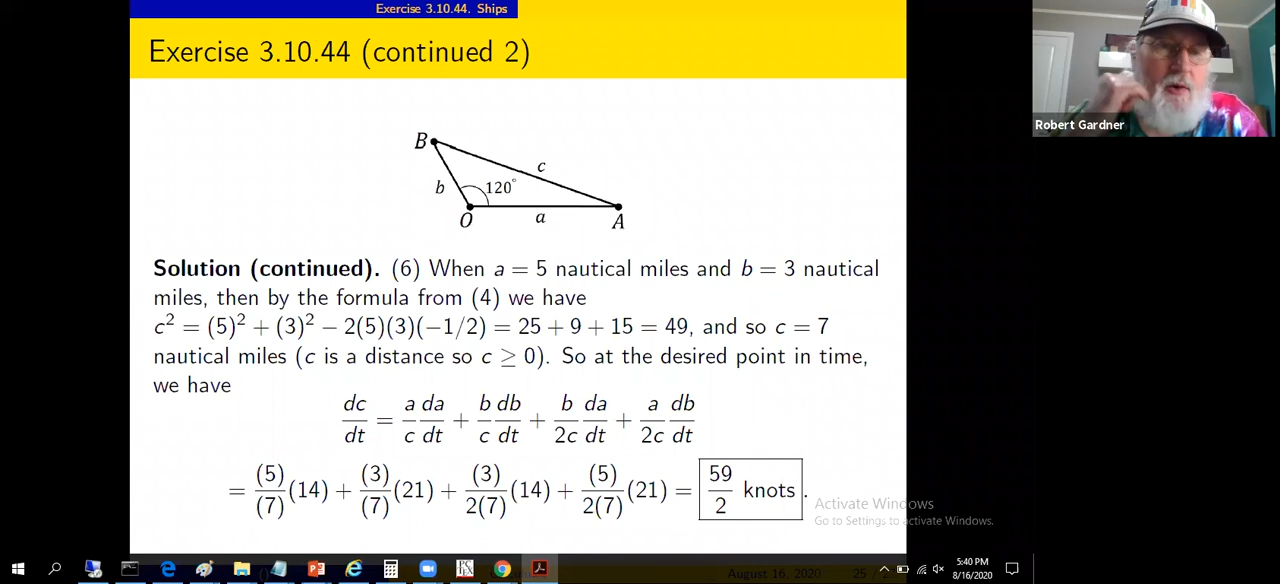 Exercise 3.10.44. Ships
Exercise 3.10.44 (continued 2)
Robert Gardner
B
c
b
120°
O
a
A
Solution (continued). (6) When a = 5 nautical miles and b = 3 nautical
miles, then by the formula from (4) we have
c² = (5)² + (3)² − 2(5)(3)(−1/2) = 25 + 9 + 15 = 49, and so c = 7
nautical miles (c is a distance so c ≥ 0). So at the desired point in time,
we have
dc/dt = a/c da/dt + b/c db/dt + b/2c da/dt + a/2c db/dt
= (5)/(7)(14) + (3)/(7)(21) + (3)/2(7)(14) + (5)/2(7)(21) = 59/2 knots.
Activate Windows
Go to Settings to activate Windows.
August 16, 2020 25 /
5:40 PM
8/16/2020